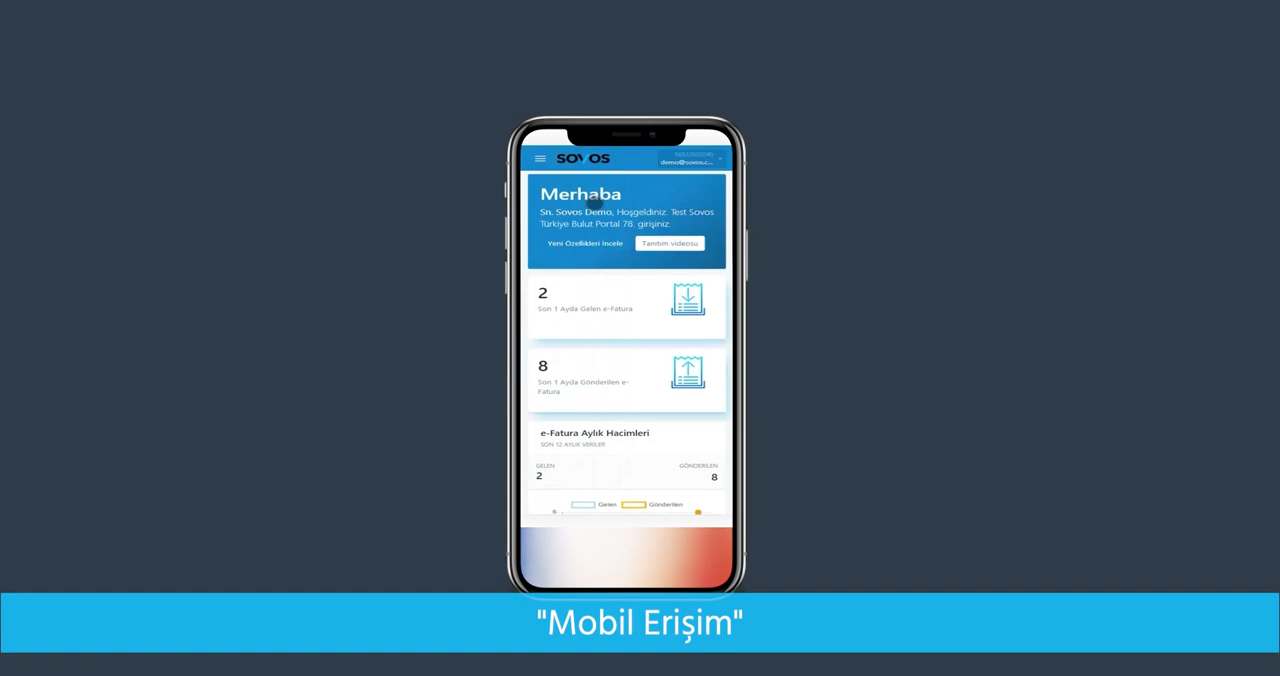 SOVOS
demo@sovos.c...
Merhaba
Sn. Sovos Demo, Hoşgeldiniz. Test Sovos
Türkiye Bulut Portal 78. girişiniz.
Yeni Özellikleri İncele
Tanıtım videosu
2
Son 1 Ayda Gelen e-Fatura
8
Son 1 Ayda Gönderilen e-
Fatura
e-Fatura Aylık Hacimleri
SON 12 AYLIK VERİLER
GELEN
GÖNDERİLEN
2
8
Gelen
Gönderilen
6
"Mobil Erişim"